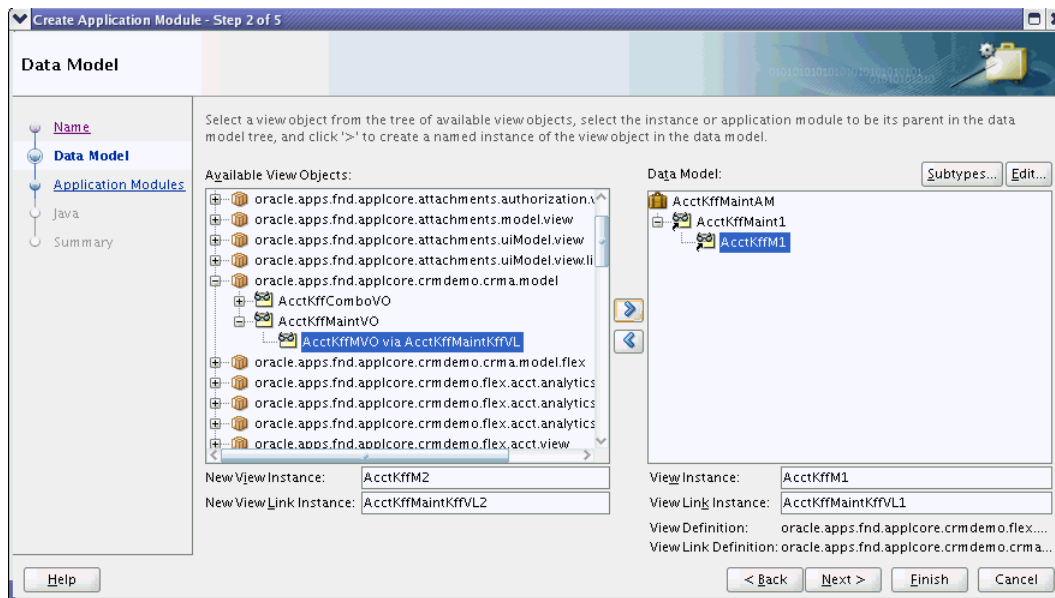 Create Application Module - Step 2 of 5
Data Model
Name
Data Model
Application Modules
Java
Summary
Select a view object from the tree of available view objects, select the instance or application module to be its parent in the data
model tree, and click '>' to create a named instance of the view object in the data model.
Available View Objects:
oracle.apps.fnd.applcore.attachments.authorization.v
oracle.apps.fnd.applcore.attachments.model.view
oracle.apps.fnd.applcore.attachments.uiModel.view
oracle.apps.fnd.applcore.attachments.uiModel.view.li
oracle.apps.fnd.applcore.crmdemo.crma.model
AcctKffComboVO
AcctKffMaintVO
AcctKffMVO via AcctKffMaintKffVL
oracle.apps.fnd.applcore.crmdemo.crma.model.flex
oracle.apps.fnd.applcore.crmdemo.flex.acct.analytics
oracle.apps.fnd.applcore.crmdemo.flex.acct.analytics
oracle.apps.fnd.applcore.crmdemo.flex.acct.analytics
oracle.apps.fnd.applcore.crmdemo.flex.acct.view
New View Instance: AcctKffM2
New View Link Instance: AcctKffMaintKffVL2
Data Model:
Subtypes... Edit...
AcctKffMaintAM
AcctKffMaint1
AcctKffM1
View Instance: AcctKffM1
View Link Instance: AcctKffMaintKffVL1
View Definition: oracle.apps.fnd.applcore.crmdemo.flex....
View Link Definition: oracle.apps.fnd.applcore.crmdemo.crma...
Help
< Back Next > Finish Cancel